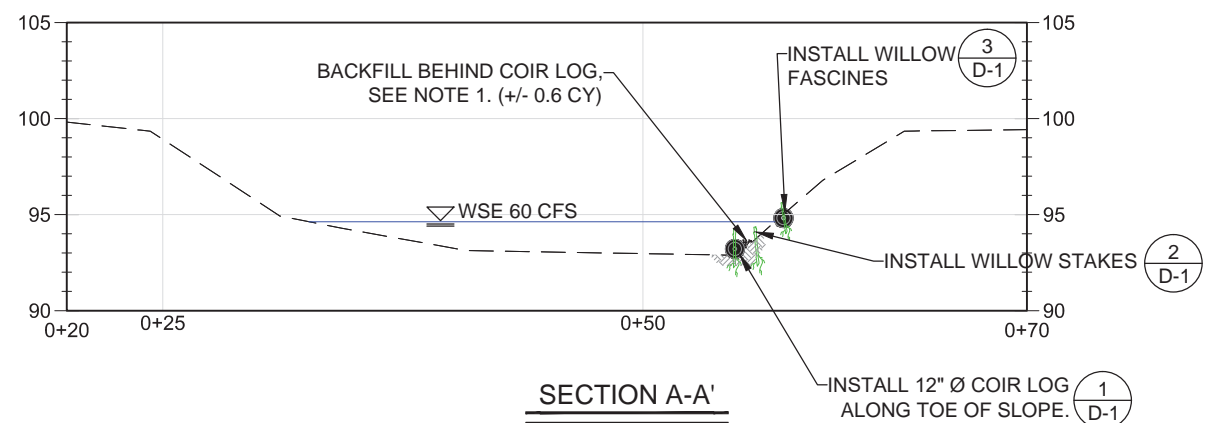 105
105
INSTALL WILLOW
FASCINES
3
D-1
BACKFILL BEHIND COIR LOG,
SEE NOTE 1. (+/- 0.6 CY)
100
100
95
WSE 60 CFS
95
INSTALL WILLOW STAKES
2
D-1
90
90
0+20
0+25
0+50
0+70
INSTALL 12" Ø COIR LOG
ALONG TOE OF SLOPE.
1
D-1
SECTION A-A'